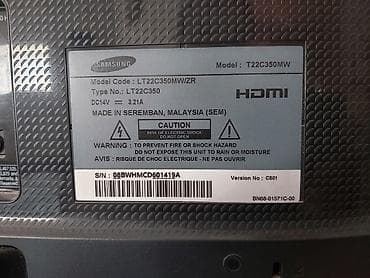 SAMSUNG
Model : T22C350MW
Model Code : LT22C350MW/ZR
Type No.: LT22C350
DC14V 3.21A
HDMI
MADE IN SEREMBAN, MALAYSIA (SEM)
CAUTION
RISK OF ELECTRIC SHOCK
DO NOT OPEN
WARNING : TO PREVENT FIRE OR SHOCK HAZARD
DO NOT EXPOSE THIS UNIT TO RAIN OR MOISTURE
AVIS : RISQUE DE CHOC ELECTRIQUE - NE PAS OUVRIR
S/N : 06BWHMCD601419A
Version No : CS01
BN68-01571C-00